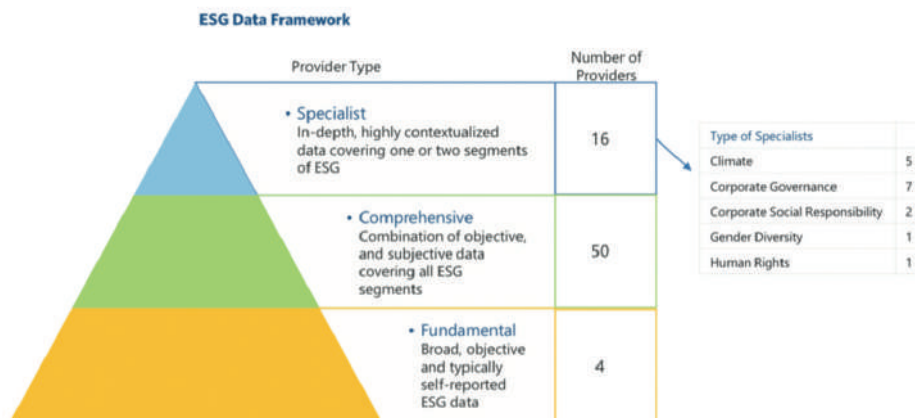 ESG Data Framework
Provider Type
Number of
Providers
• Specialist
In-depth, highly contextualized
data covering one or two segments
of ESG
16
• Comprehensive
Combination of objective,
and subjective data
covering all ESG
segments
50
• Fundamental
Broad, objective
and typically
self-reported
ESG data
4
Type of Specialists
Climate 5
Corporate Governance 7
Corporate Social Responsibility 2
Gender Diversity 1
Human Rights 1